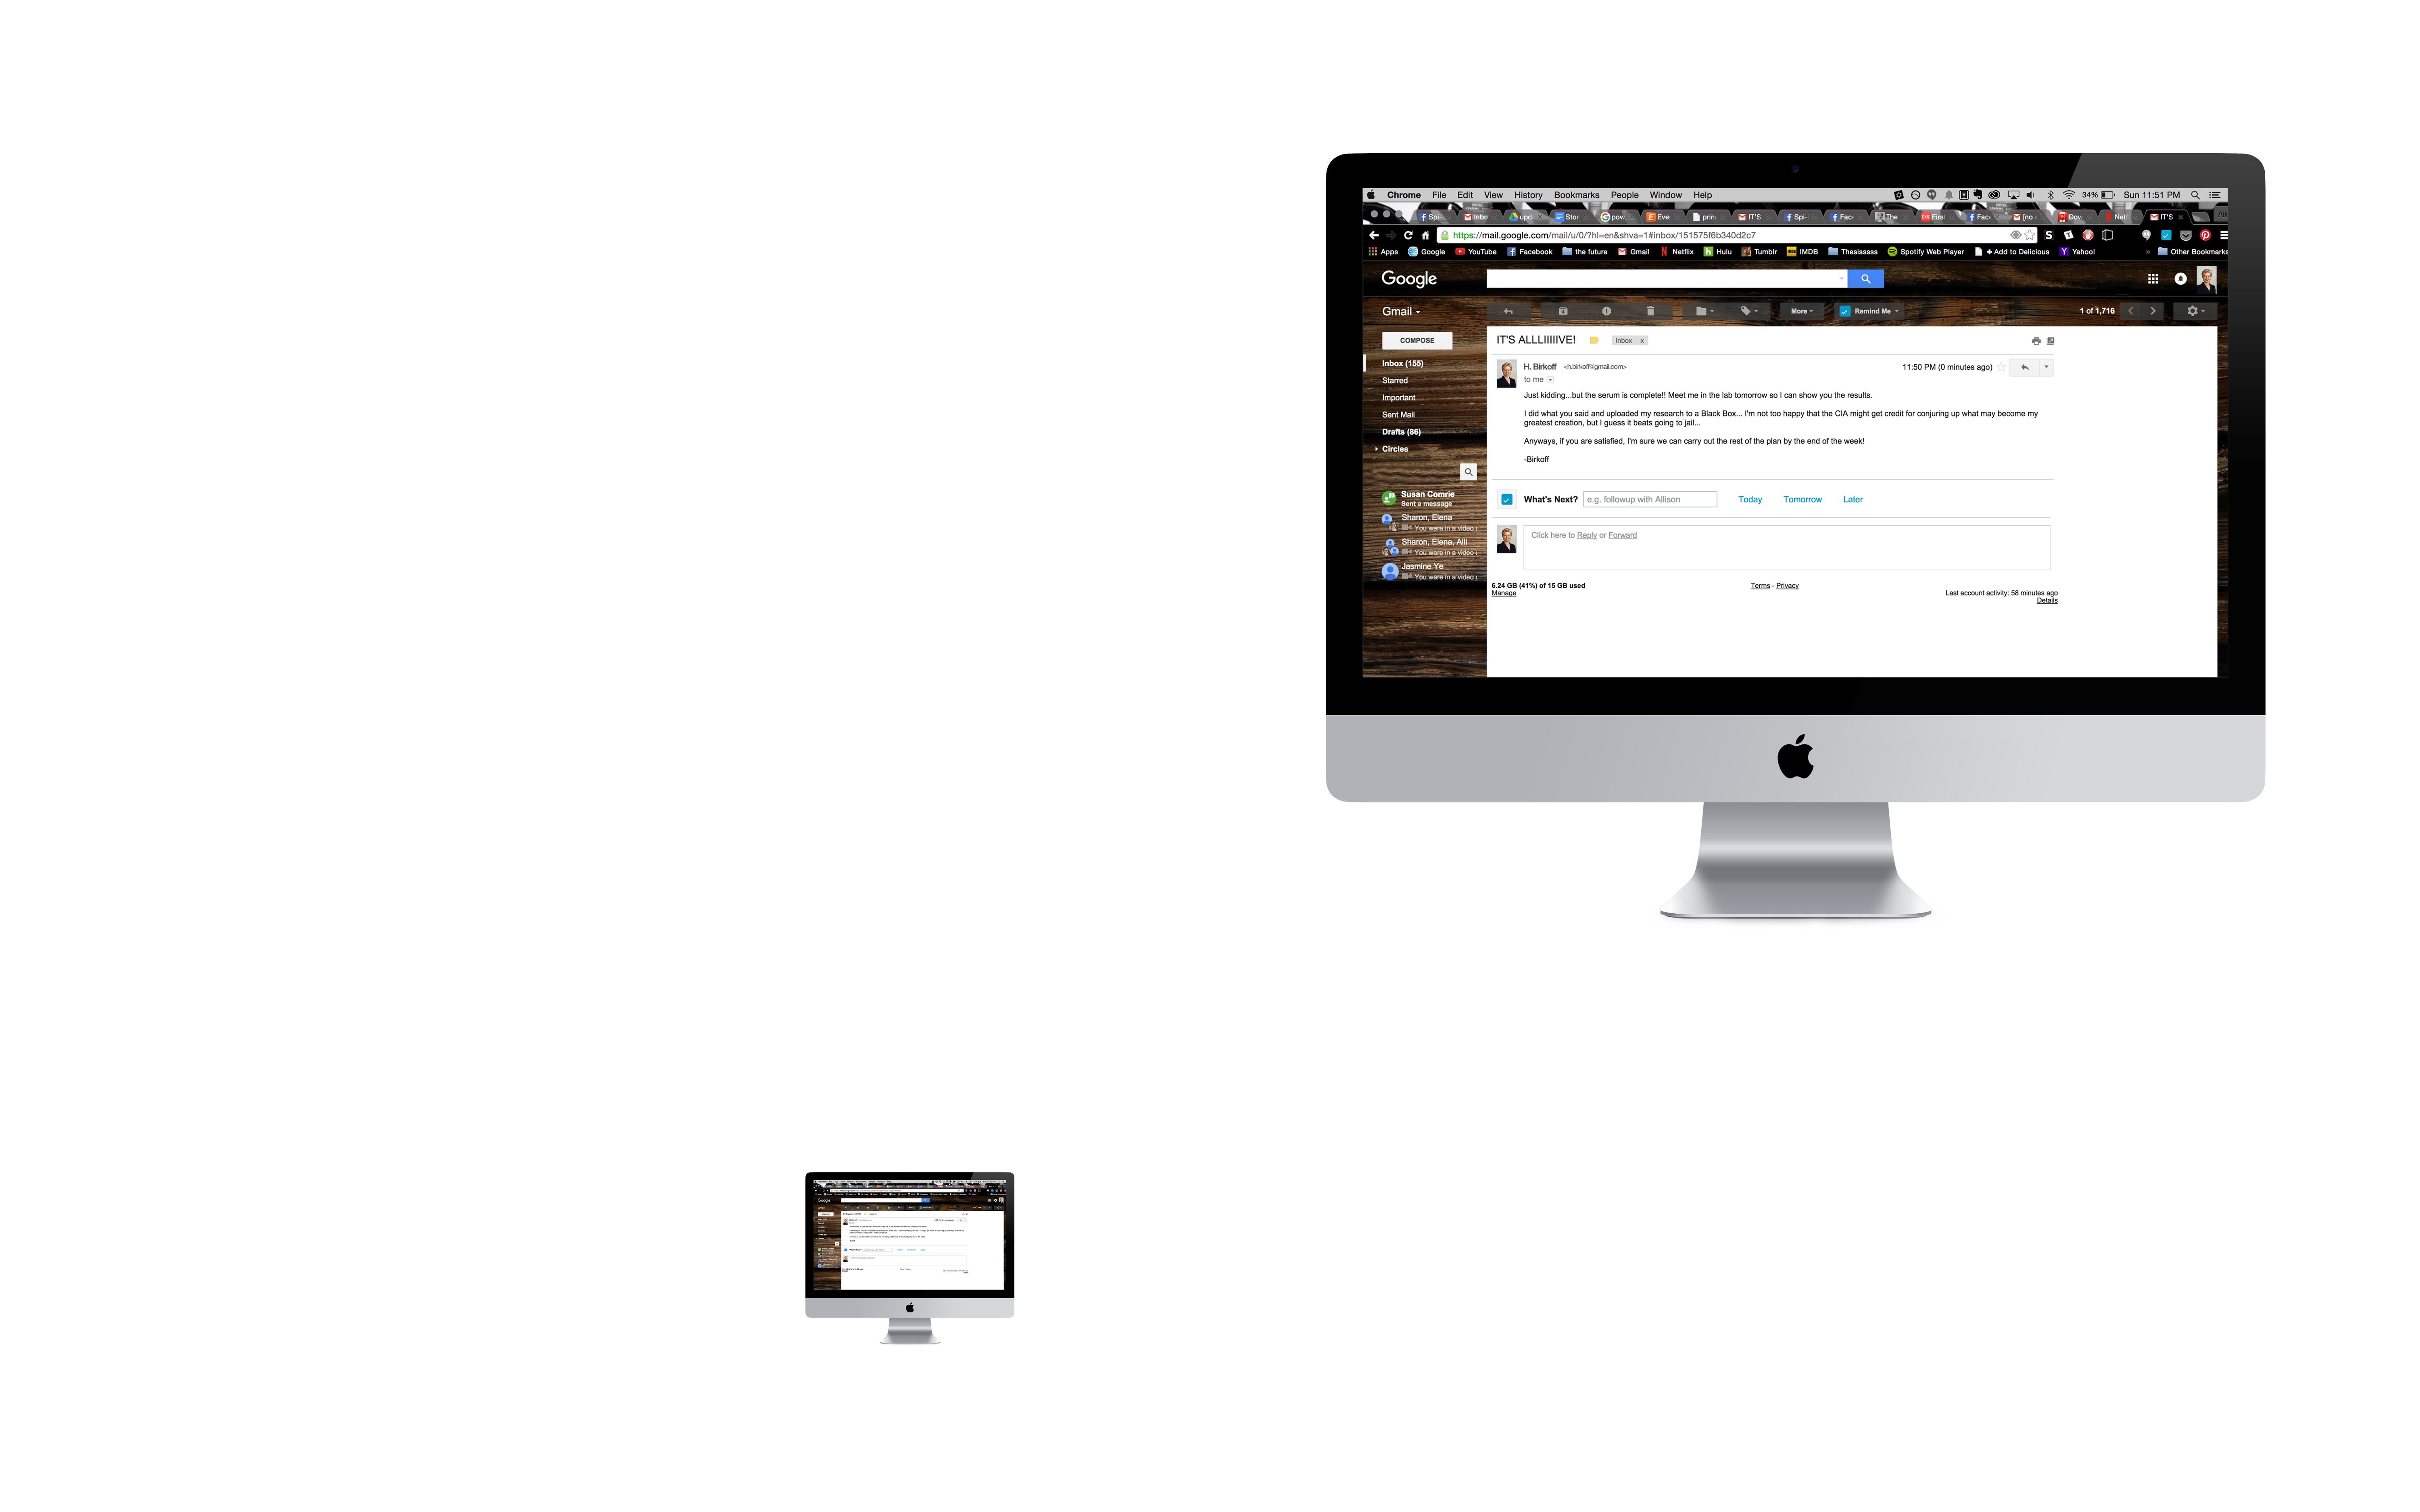 Chrome File Edit View History Bookmarks People Window Help 34% Sun 11:51 PM
Spi- Inbo upda Stor pow Eve princ IT'S Spi-i Fac The Firs Fac [no Dov Netf IT'S
https://mail.google.com/mail/u/0/?hl=en&shva=1#inbox/151575f6b340d2c7
Apps Google YouTube Facebook the future Gmail Netflix Hulu Tumblr IMDB Thesisssss Spotify Web Player + Add to Delicious Yahoo! » Other Bookmarks
Google
Gmail More Remind Me 1 of 1,716
COMPOSE
Inbox (155)
Starred
Important
Sent Mail
Drafts (86)
Circles
Susan Comrie
Sent a message
Sharon, Elena
You were in a video
Sharon, Elena, Alli
You were in a video
Jasmine Ye
You were in a video
IT'S ALLLIIIIIVE! Inbox x
H. Birkoff <h.birkoff@gmail.com> 11:50 PM (0 minutes ago)
to me
Just kidding...but the serum is complete!! Meet me in the lab tomorrow so I can show you the results.
I did what you said and uploaded my research to a Black Box... I'm not too happy that the CIA might get credit for conjuring up what may become my
greatest creation, but I guess it beats going to jail...
Anyways, if you are satisfied, I'm sure we can carry out the rest of the plan by the end of the week!
-Birkoff
What's Next? e.g. followup with Allison Today Tomorrow Later
Click here to Reply or Forward
6.24 GB (41%) of 15 GB used Terms - Privacy
Manage Last account activity: 58 minutes ago
Details